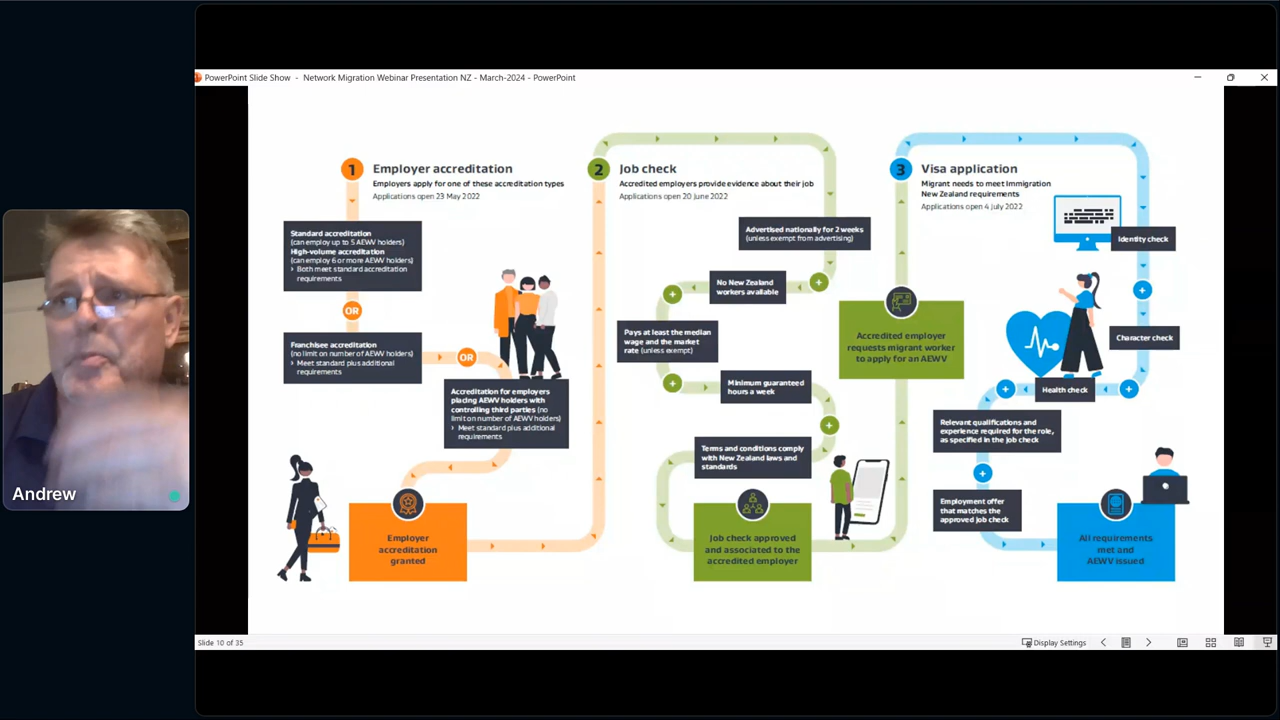 PowerPoint Slide Show - Network Migration Webinar Presentation NZ - March-2024 - PowerPoint
1
Employer accreditation
Employers apply for one of these accreditation types
Applications open 23 May 2022
Standard accreditation
(can employ up to 5 AEWV holders)
High-volume accreditation
(can employ 6 or more AEWV holders)
› Both meet standard accreditation
requirements
OR
Franchisee accreditation
(no limit on number of AEWV holders)
› Meet standard plus additional
requirements
OR
Accreditation for employers
placing AEWV holders with
controlling third parties (no
limit on number of AEWV holders)
› Meet standard plus additional
requirements
Employer
accreditation
granted
2
Job check
Accredited employers provide evidence about their job
Applications open 20 June 2022
Advertised nationally for 2 weeks
(unless exempt from advertising)
+
No New Zealand
workers available
+
Pays at least the median
wage and the market
rate (unless exempt)
+
Minimum guaranteed
hours a week
+
Terms and conditions comply
with New Zealand laws and
standards
Job check approved
and associated to the
accredited employer
Accredited employer
requests migrant worker
to apply for an AEWV
3
Visa application
Migrant needs to meet Immigration
New Zealand requirements
Applications open 4 July 2022
Identity check
+
Character check
+
Health check
+
Relevant qualifications and
experience required for the role,
as specified in the job check
+
Employment offer
that matches the
approved job check
All requirements
met and
AEWV issued
Andrew
Slide 10 of 35
Display Settings